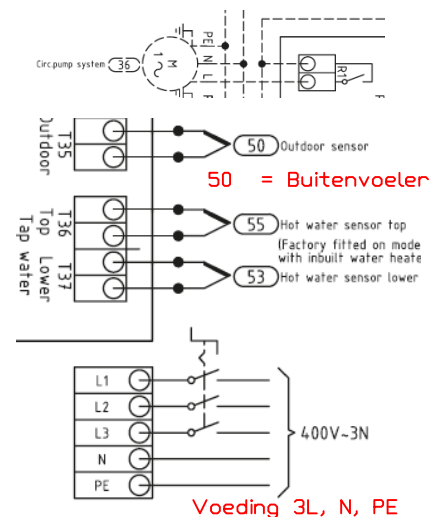 PE
Circ.pump system 36 M 1 N
L
R1
F
F
Outdoor T35 50 Outdoor sensor
50 = Buitenvoeler
Tap water Top T36 55 Hot water sensor top
(Factory fitted on mode
with inbuilt water heate
Lower T37 53 Hot water sensor lower
L1
L2
L3 400V~3N
N
PE
Voeding 3L, N, PE